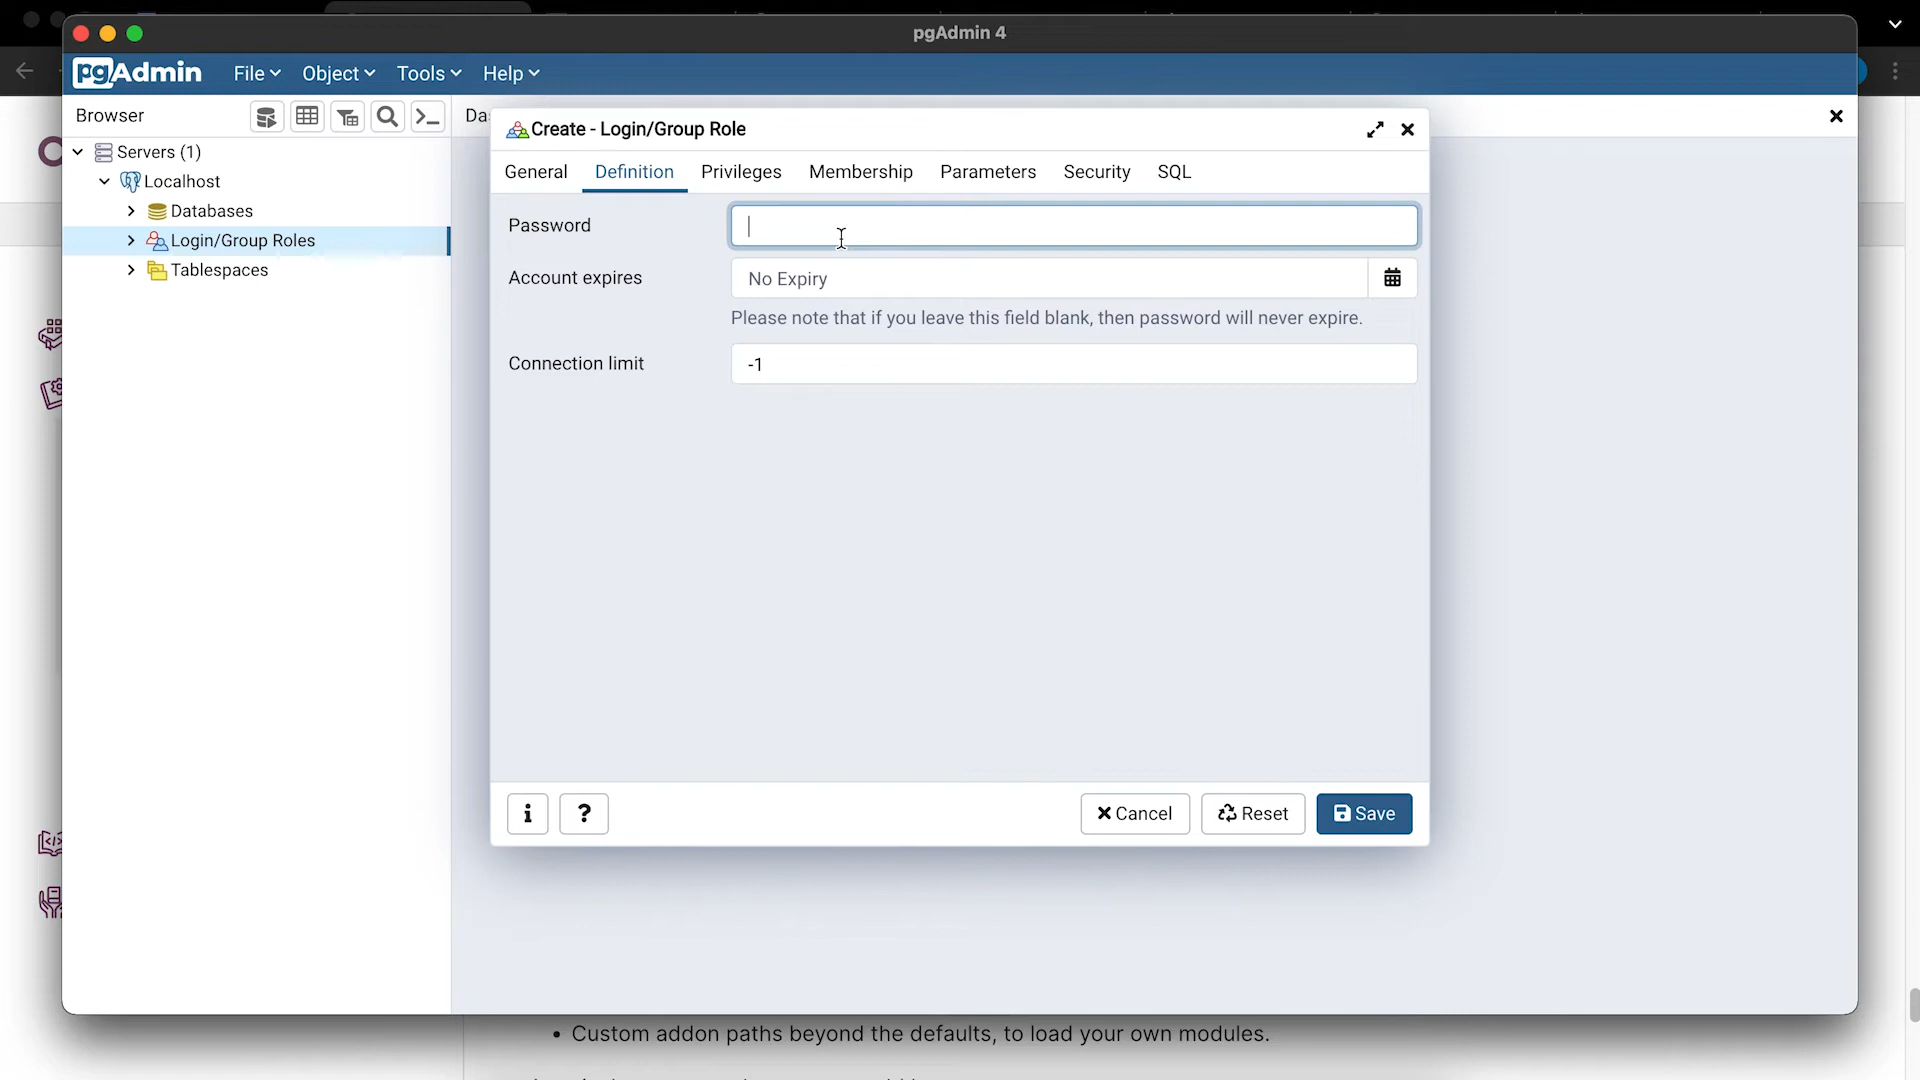 pgAdmin 4
pgAdmin File Object Tools Help
Browser
Da
Servers (1)
Localhost
Databases
Login/Group Roles
Tablespaces
Create - Login/Group Role
General Definition Privileges Membership Parameters Security SQL
Password
Account expires No Expiry
Please note that if you leave this field blank, then password will never expire.
Connection limit -1
i ? Cancel Reset Save
• Custom addon paths beyond the defaults, to load your own modules.